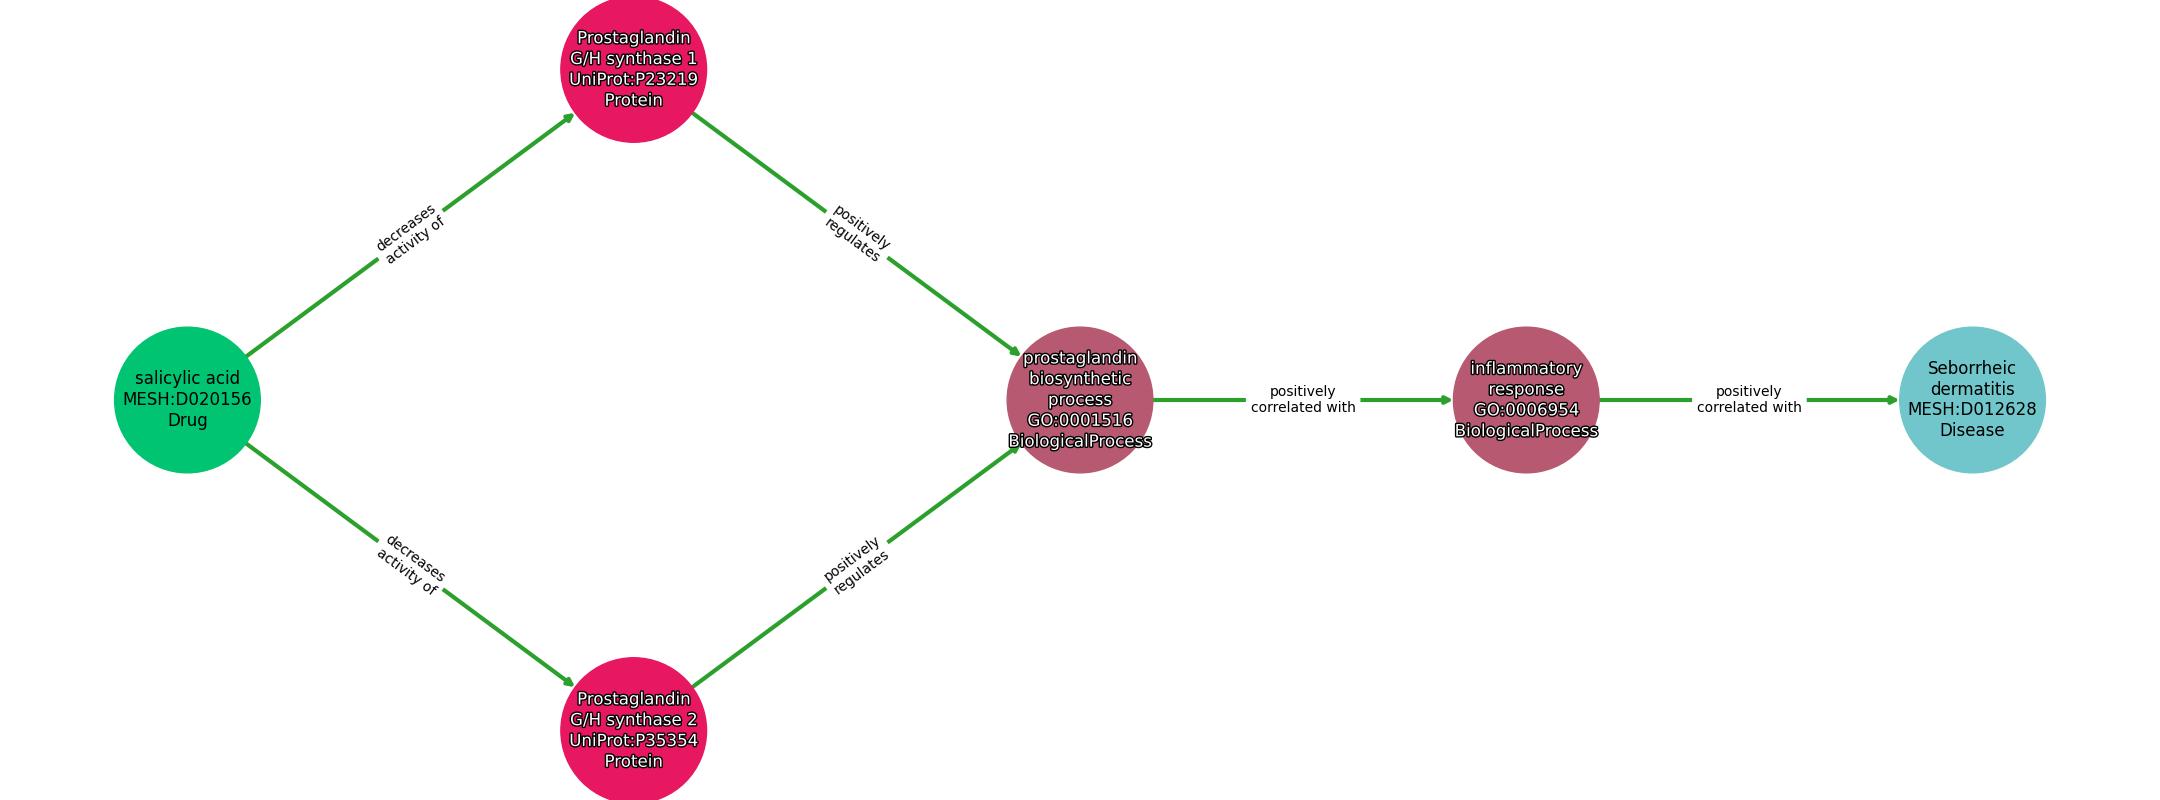 Prostaglandin
G/H synthase 1
UniProt:P23219
Protein
decreases
activity of
positively
regulates
salicylic acid
MESH:D020156
Drug
prostaglandin
biosynthetic
process
GO:0001516
BiologicalProcess
positively
correlated with
inflammatory
response
GO:0006954
BiologicalProcess
positively
correlated with
Seborrheic
dermatitis
MESH:D012628
Disease
decreases
activity of
positively
regulates
Prostaglandin
G/H synthase 2
UniProt:P35354
Protein